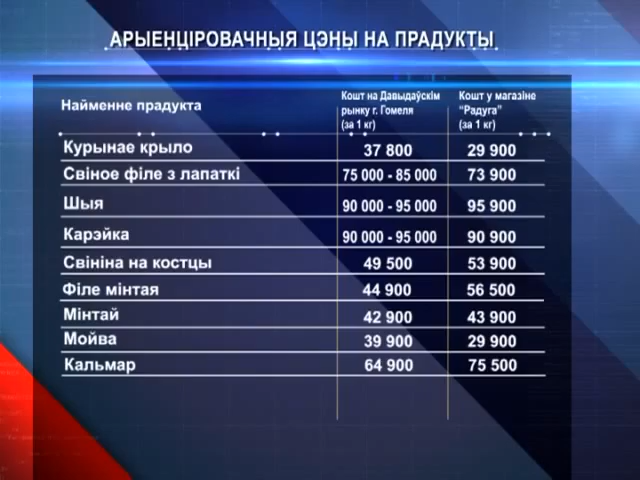 АРЫЕНЦІРОВАЧНЫЯ ЦЭНЫ НА ПРАДУКТЫ
Найменне прадукта
Кошт на Давыдаўскім
рынку г. Гомеля
(за 1 кг)
Кошт у магазіне
“Радуга”
(за 1 кг)
Курынае крыло 37 800 29 900
Свіное філе з лапаткі 75 000 - 85 000 73 900
Шыя 90 000 - 95 000 95 900
Карэйка 90 000 - 95 000 90 900
Свініна на костцы 49 500 53 900
Філе мінтая 44 900 56 500
Мінтай 42 900 43 900
Мойва 39 900 29 900
Кальмар 64 900 75 500